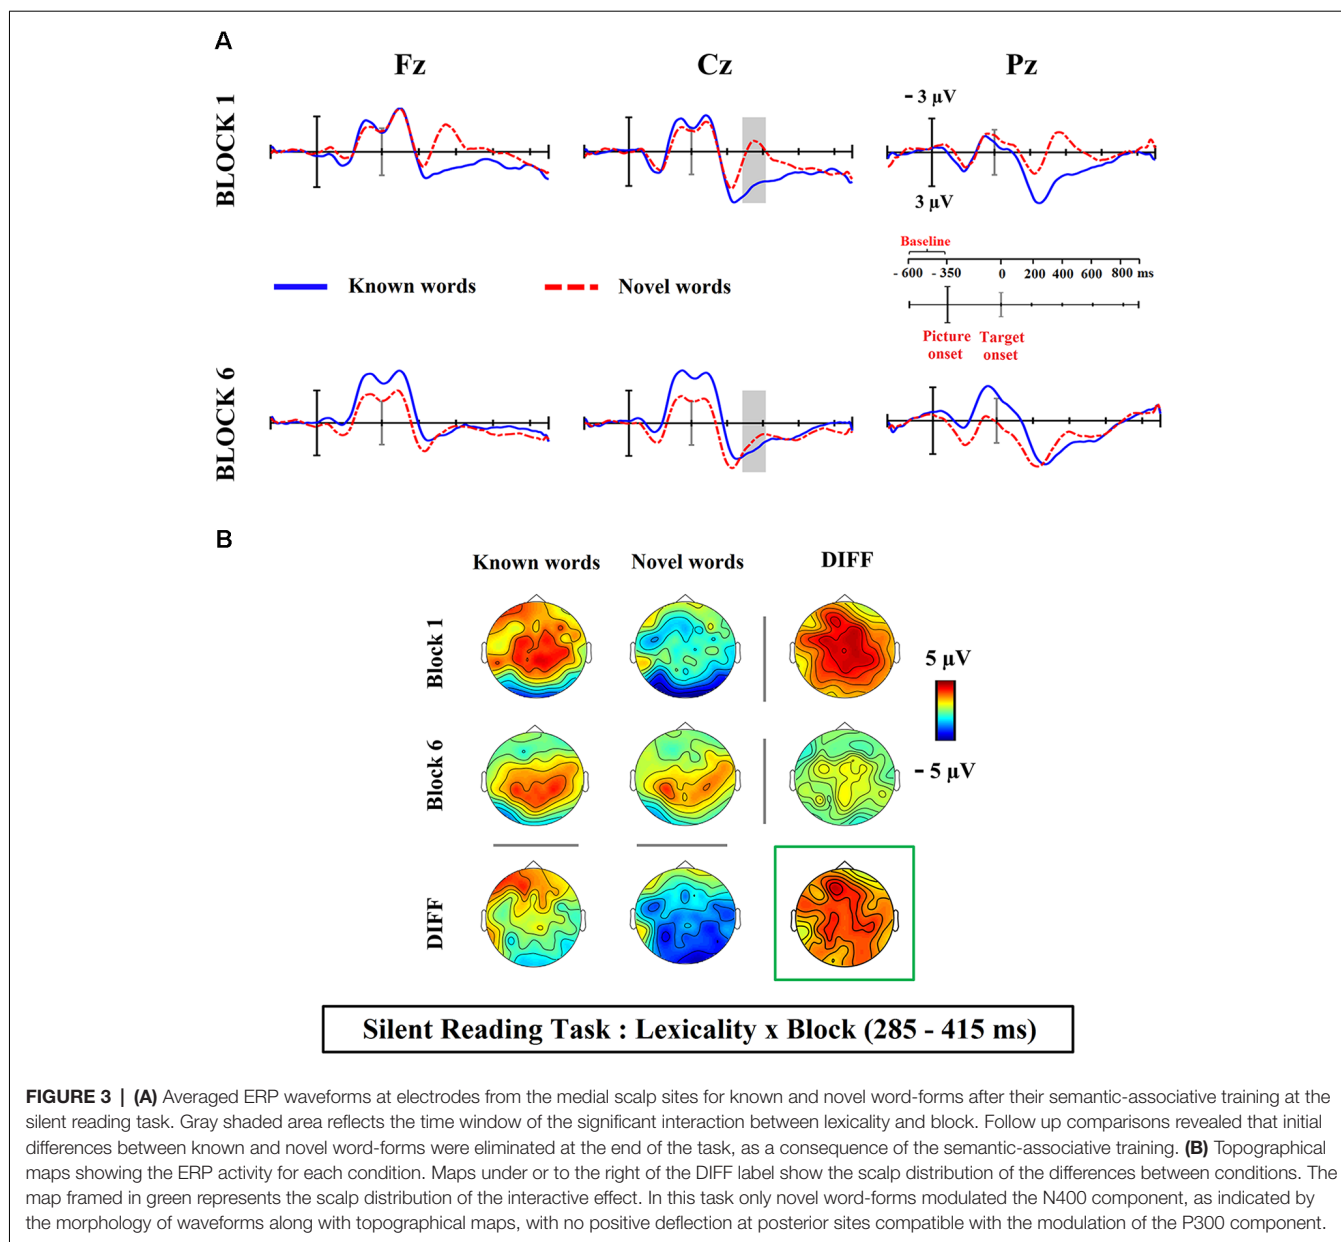 A
Fz Cz Pz
BLOCK 1
- 3 µV
3 µV
Baseline
- 600 - 350 0 200 400 600 800 ms
Known words Novel words
Picture onset
Target onset
BLOCK 6
B
Known words Novel words DIFF
Block 1
5 µV
Block 6
- 5 µV
DIFF
Silent Reading Task : Lexicality x Block (285 - 415 ms)
FIGURE 3 | (A) Averaged ERP waveforms at electrodes from the medial scalp sites for known and novel word-forms after their semantic-associative training at the
silent reading task. Gray shaded area reflects the time window of the significant interaction between lexicality and block. Follow up comparisons revealed that initial
differences between known and novel word-forms were eliminated at the end of the task, as a consequence of the semantic-associative training. (B) Topographical
maps showing the ERP activity for each condition. Maps under or to the right of the DIFF label show the scalp distribution of the differences between conditions. The
map framed in green represents the scalp distribution of the interactive effect. In this task only novel word-forms modulated the N400 component, as indicated by
the morphology of waveforms along with topographical maps, with no positive deflection at posterior sites compatible with the modulation of the P300 component.